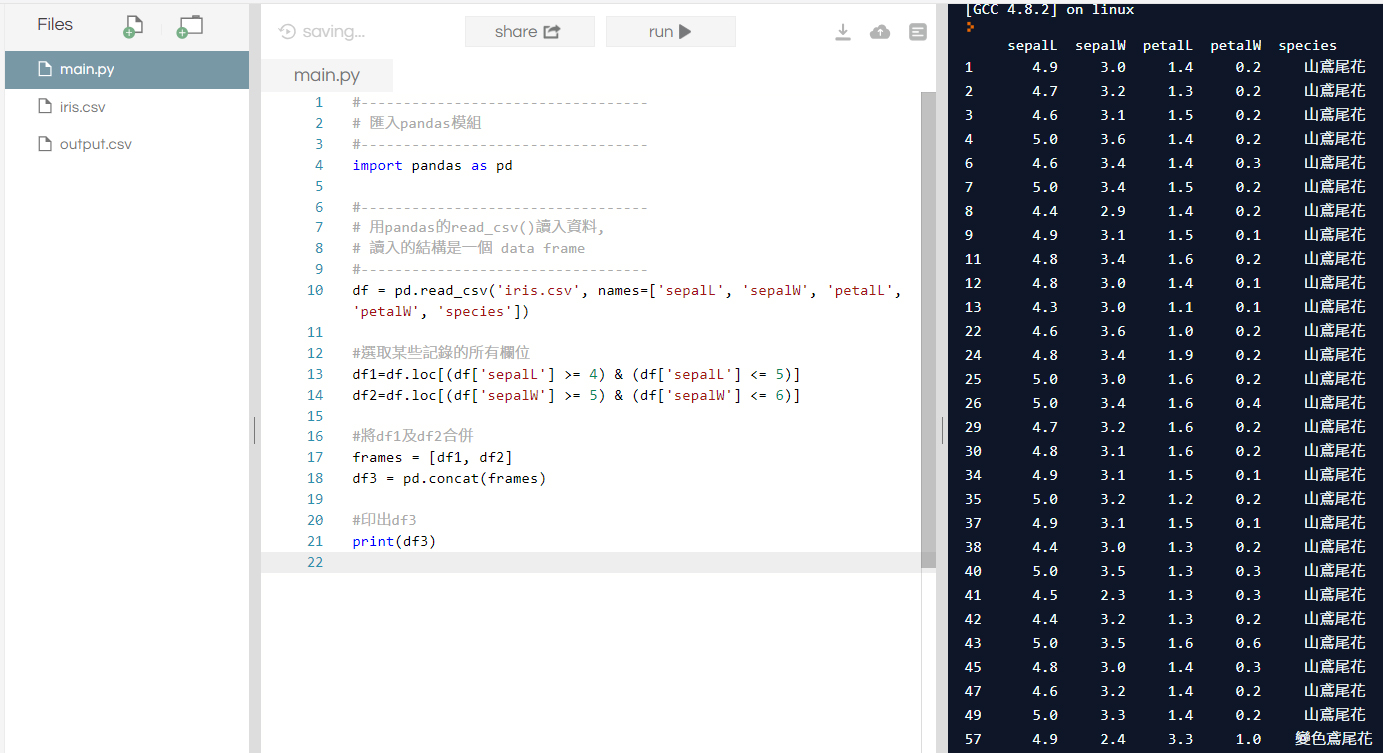 Files
main.py
iris.csv
output.csv
saving...
share
run
main.py
1 #----------------------------------
2 # 匯入pandas模組
3 #----------------------------------
4 import pandas as pd
5
6 #----------------------------------
7 # 用pandas的read_csv()讀入資料,
8 # 讀入的結構是一個 data frame
9 #----------------------------------
10 df = pd.read_csv('iris.csv', names=['sepalL', 'sepalW', 'petalL',
'petalW', 'species'])
11
12 #選取某些記錄的所有欄位
13 df1=df.loc[(df['sepalL'] >= 4) & (df['sepalL'] <= 5)]
14 df2=df.loc[(df['sepalW'] >= 5) & (df['sepalW'] <= 6)]
15
16 #將df1及df2合併
17 frames = [df1, df2]
18 df3 = pd.concat(frames)
19
20 #印出df3
21 print(df3)
22
[GCC 4.8.2] on linux
sepalL sepalW petalL petalW species
1 4.9 3.0 1.4 0.2 山鳶尾花
2 4.7 3.2 1.3 0.2 山鳶尾花
3 4.6 3.1 1.5 0.2 山鳶尾花
4 5.0 3.6 1.4 0.2 山鳶尾花
6 4.6 3.4 1.4 0.3 山鳶尾花
7 5.0 3.4 1.5 0.2 山鳶尾花
8 4.4 2.9 1.4 0.2 山鳶尾花
9 4.9 3.1 1.5 0.1 山鳶尾花
11 4.8 3.4 1.6 0.2 山鳶尾花
12 4.8 3.0 1.4 0.1 山鳶尾花
13 4.3 3.0 1.1 0.1 山鳶尾花
22 4.6 3.6 1.0 0.2 山鳶尾花
24 4.8 3.4 1.9 0.2 山鳶尾花
25 5.0 3.0 1.6 0.2 山鳶尾花
26 5.0 3.4 1.6 0.4 山鳶尾花
29 4.7 3.2 1.6 0.2 山鳶尾花
30 4.8 3.1 1.6 0.2 山鳶尾花
34 4.9 3.1 1.5 0.1 山鳶尾花
35 5.0 3.2 1.2 0.2 山鳶尾花
37 4.9 3.1 1.5 0.1 山鳶尾花
38 4.4 3.0 1.3 0.2 山鳶尾花
40 5.0 3.5 1.3 0.3 山鳶尾花
41 4.5 2.3 1.3 0.3 山鳶尾花
42 4.4 3.2 1.3 0.2 山鳶尾花
43 5.0 3.5 1.6 0.6 山鳶尾花
45 4.8 3.0 1.4 0.3 山鳶尾花
47 4.6 3.2 1.4 0.2 山鳶尾花
49 5.0 3.3 1.4 0.2 山鳶尾花
57 4.9 2.4 3.3 1.0 變色鳶尾花